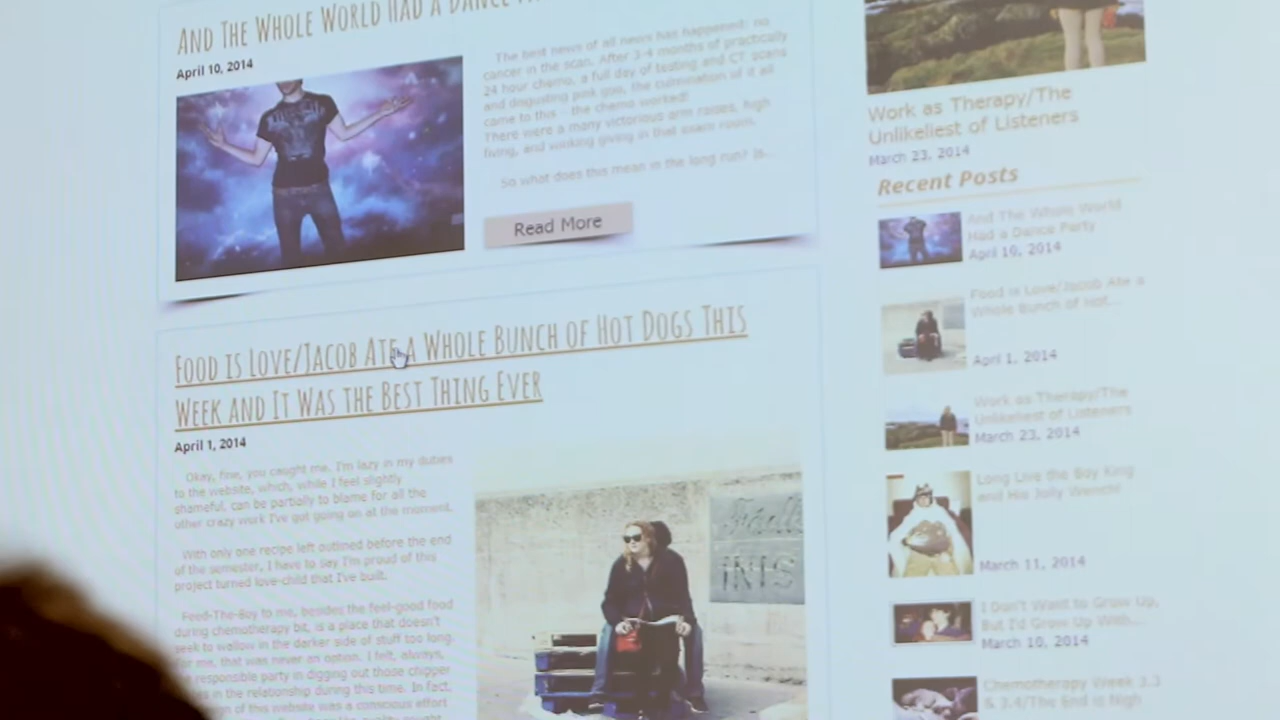 AND THE WHOLE WORLD HAD A DANCE
April 10, 2014
The best news of all news has happened: no
cancer in the scan. After 3-4 months of practically
24 hour chemo, a full day of testing and CT scans
and disgusting pink goo, the culmination of it all
came to this - the chemo worked!
There were a many victorious arm raises, high
fiving, and winking giving in that exam room.
So what does this mean in the long run? Is...
Read More
FOOD IS LOVE/JACOB ATE A WHOLE BUNCH OF HOT DOGS THIS
WEEK AND IT WAS THE BEST THING EVER
April 1, 2014
Okay, fine, you caught me. I'm lazy in my duties
to the website, which, while I feel slightly
shameful, can be partially to blame for all the
other crazy work I've got going on at the moment.
With only one recipe left outlined before the end
of the semester, I have to say I'm proud of this
project turned love-child that I've built.
Feed-The-Boy to me, besides the feel-good food
during chemotherapy bit, is a place that doesn't
seek to wallow in the darker side of stuff too long.
For me, that was never an option. I felt, always,
responsible party in digging out those chipper
in the relationship during this time. In fact,
of this website was a conscious effort
Work as Therapy/The
Unlikeliest of Listeners
March 23, 2014
Recent Posts
And The Whole World
Had a Dance Party
April 10, 2014
Food is Love/Jacob Ate a
Whole Bunch of Hot...
April 1, 2014
Work as Therapy/The
Unlikeliest of Listeners
March 23, 2014
Long Live the Boy King
and His Jolly Wench!
March 11, 2014
I Don't Want to Grow Up,
But I'd Grow Up With...
March 10, 2014
Chemotherapy Week 3.3
& 3.4/The End is Nigh